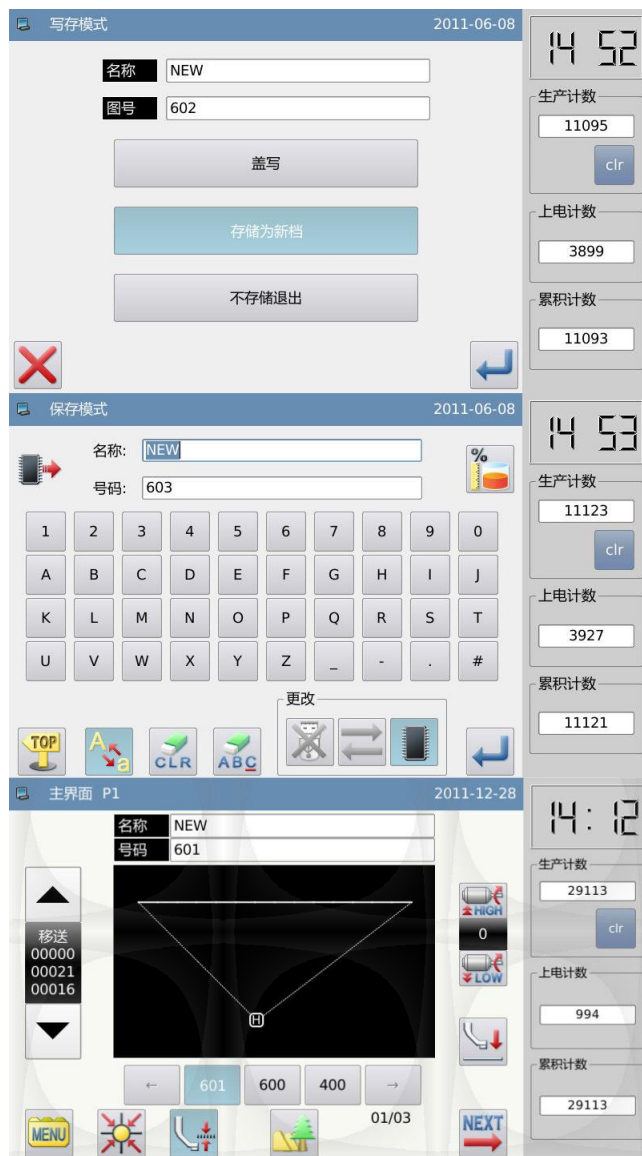 写存模式 2011-06-08
14 52
名称 NEW
图号 602
生产计数
11095
clr
盖写
存储为新档
不存储退出
上电计数
3899
累积计数
11093
保存模式 2011-06-08
14 53
名称: NEW
号码: 603
%
生产计数
11123
clr
1 2 3 4 5 6 7 8 9 0
A B C D E F G H I J
K L M N O P Q R S T
U V W X Y Z _ - . #
上电计数
3927
累积计数
11121
更改
TOP
A a
CLR
ABC
主界面 P1 2011-12-28
14:12
名称 NEW
号码 601
生产计数
29113
clr
移送
00000
00021
00016
H
HIGH
0
LOW
上电计数
994
累积计数
29113
← 601 600 400 →
01/03
MENU
NEXT